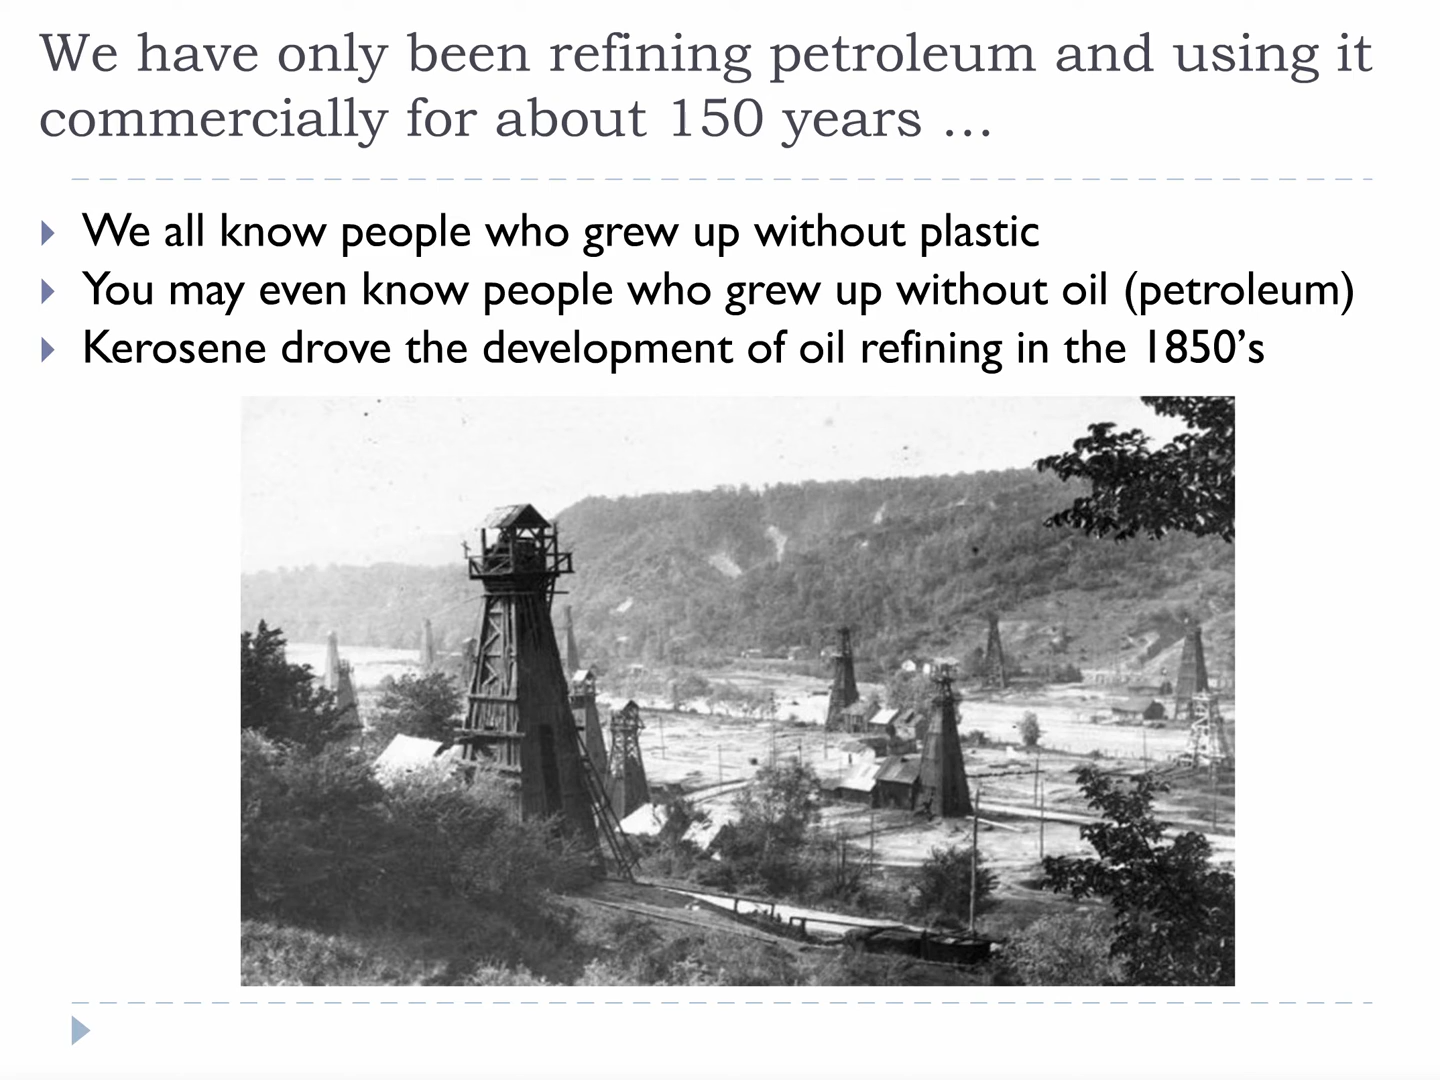 We have only been refining petroleum and using it
commercially for about 150 years …
We all know people who grew up without plastic
You may even know people who grew up without oil (petroleum)
Kerosene drove the development of oil refining in the 1850’s